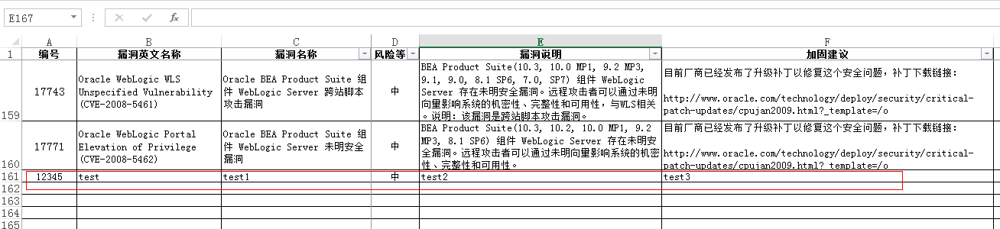 E167
fx
A B C D E F
1 编号 漏洞英文名称 漏洞名称 风险等 漏洞说明 加固建议
159 17743
Oracle WebLogic WLS
Unspecified Vulnerability
(CVE-2008-5461)
Oracle BEA Product Suite 组
件 WebLogic Server 跨站脚本
攻击漏洞
中
BEA Product Suite(10.3, 10.0 MP1, 9.2 MP3,
9.1, 9.0, 8.1 SP6, 7.0, SP7) 组件 WebLogic
Server 存在未明安全漏洞。远程攻击者可以通过未明
向量影响系统的机密性、完整性和可用性，与WLS相关
。说明：该漏洞是跨站脚本攻击漏洞。
目前厂商已经发布了升级补丁以修复这个安全问题，补丁下载链接：
http://www.oracle.com/technology/deploy/security/critical-
patch-updates/cpujan2009.html?_template=/o
160 17771
Oracle WebLogic Portal
Elevation of Privilege
(CVE-2008-5462)
Oracle BEA Product Suite 组
件 WebLogic Server 未明安全
漏洞
中
BEA Product Suite(10.3, 10.2, 10.0 MP1, 9.2
MP3, 8.1 SP6) 组件 WebLogic Server 存在未明安
全漏洞。远程攻击者可以通过未明向量影响系统的机密
性、完整性和可用性。
目前厂商已经发布了升级补丁以修复这个安全问题，补丁下载链接：
http://www.oracle.com/technology/deploy/security/critical-
patch-updates/cpujan2009.html?_template=/o
161 12345 test test1 中 test2 test3
162
163
164
165